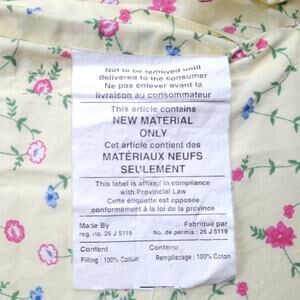 Not to be removed until
delivered to the consumer
Ne pas enlever avant la
livraison au consommateur
This article contains
NEW MATERIAL
ONLY
Cet article contient des
MATÉRIAUX NEUFS
SEULEMENT
This label is affixed in compliance
with Provincial Law
Cette étiquette est apposée
conformément à la loi de la province
Made By Fabriqué par
reg. no. 26 J 5119 No. de permis: 26 J 5119
Content Contenu
Filling: 100% Cotton Remplissage: 100% Coton